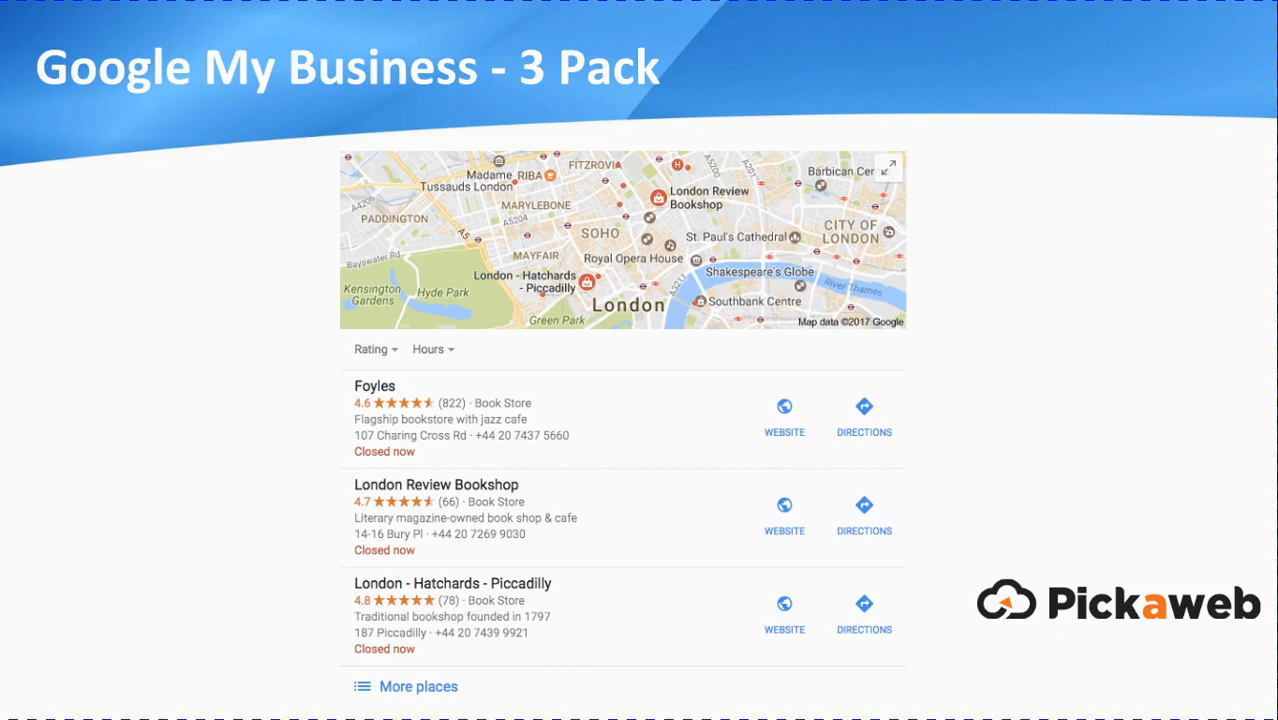 Google My Business - 3 Pack
Madame
Tussauds London
RIBA
FITZROVIA
A5200
A201
Barbican Cer
A4206
PADDINGTON
MARYLEBONE
A5204
London Review
Bookshop
A5
SOHO
St. Paul's Cathedral
CITY OF
LONDON
MAYFAIR
Royal Opera House
Bayswater Rd
London - Hatchards
- Piccadilly
A3211
Shakespeare's Globe
River Thames
Kensington
Gardens
Hyde Park
London
Southbank Centre
Green Park
Map data ©2017 Google
Rating Hours
Foyles
4.6 (822) · Book Store
Flagship bookstore with jazz cafe
107 Charing Cross Rd · +44 20 7437 5660
Closed now
WEBSITE DIRECTIONS
London Review Bookshop
4.7 (66) · Book Store
Literary magazine-owned book shop & cafe
14-16 Bury Pl · +44 20 7269 9030
Closed now
WEBSITE DIRECTIONS
London - Hatchards - Piccadilly
4.8 (78) · Book Store
Traditional bookshop founded in 1797
187 Piccadilly · +44 20 7439 9921
Closed now
WEBSITE DIRECTIONS
More places
Pickaweb